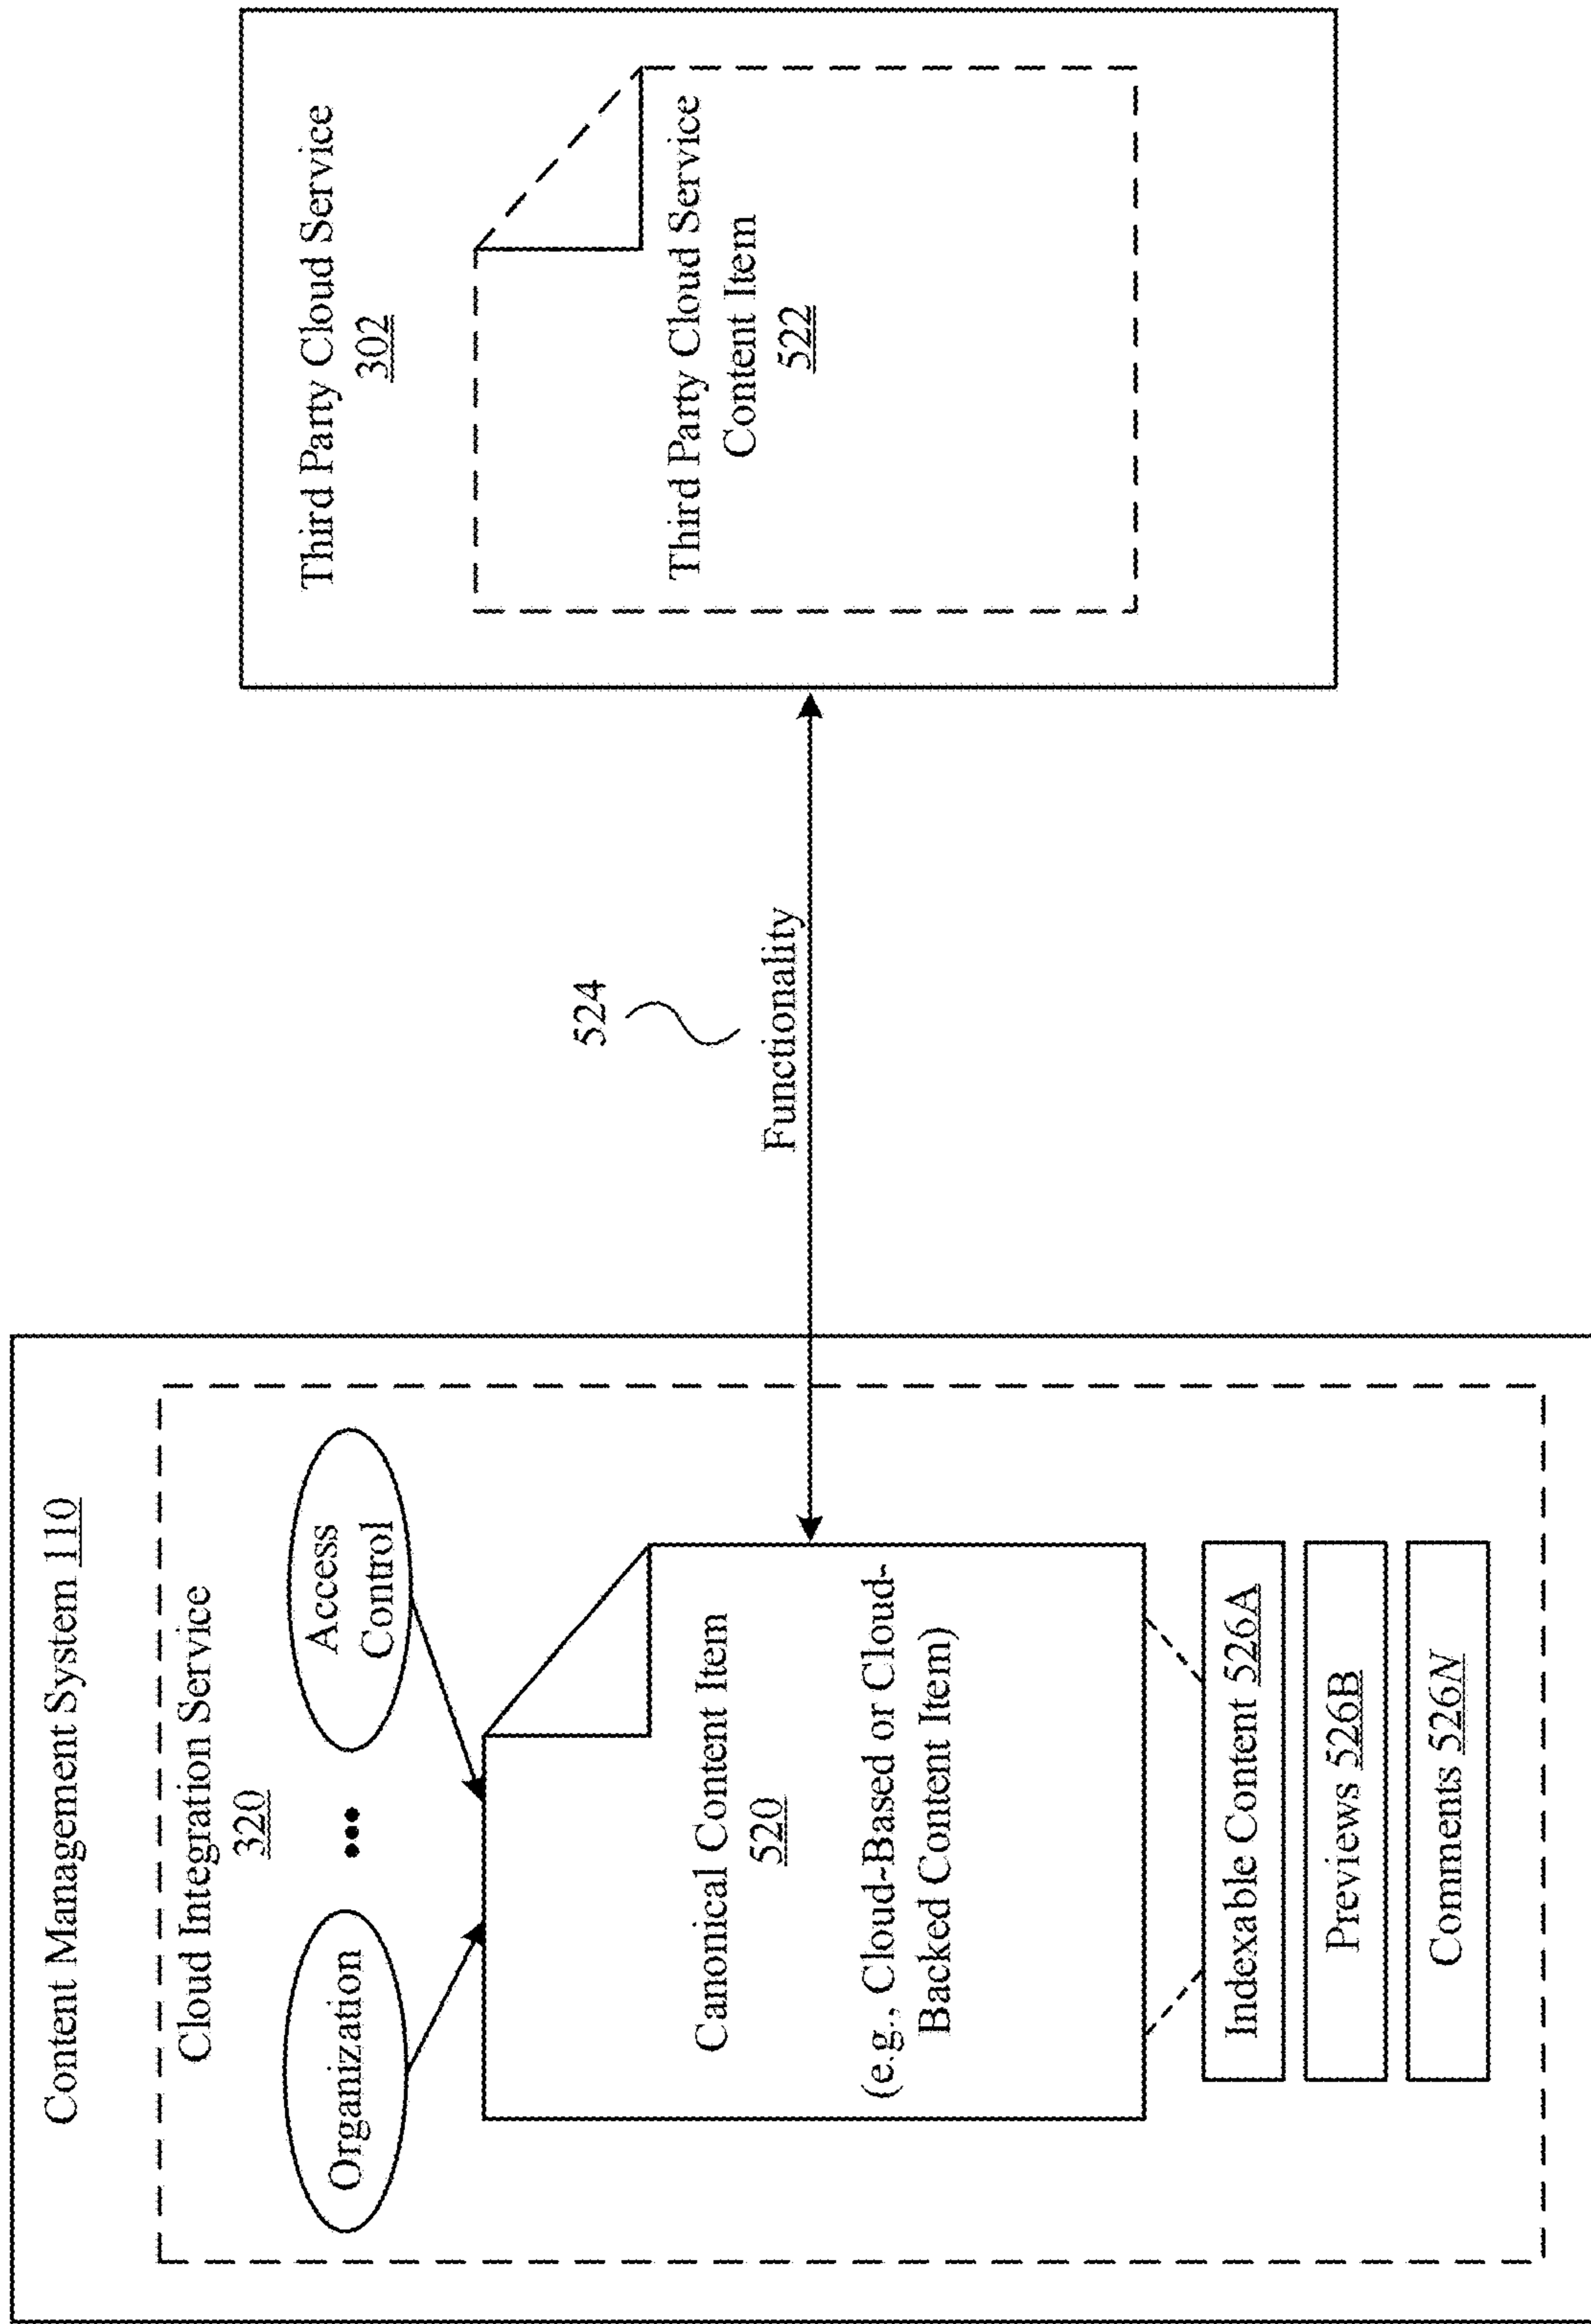 Content Management System 110
Cloud Integration Service
320
Organization
•••
Access
Control
Canonical Content Item
520
(e.g., Cloud-Based or Cloud-
Backed Content Item)
Indexable Content 526A
Previews 526B
Comments 526N
524
Functionality
Third Party Cloud Service
302
Third Party Cloud Service
Content Item
522